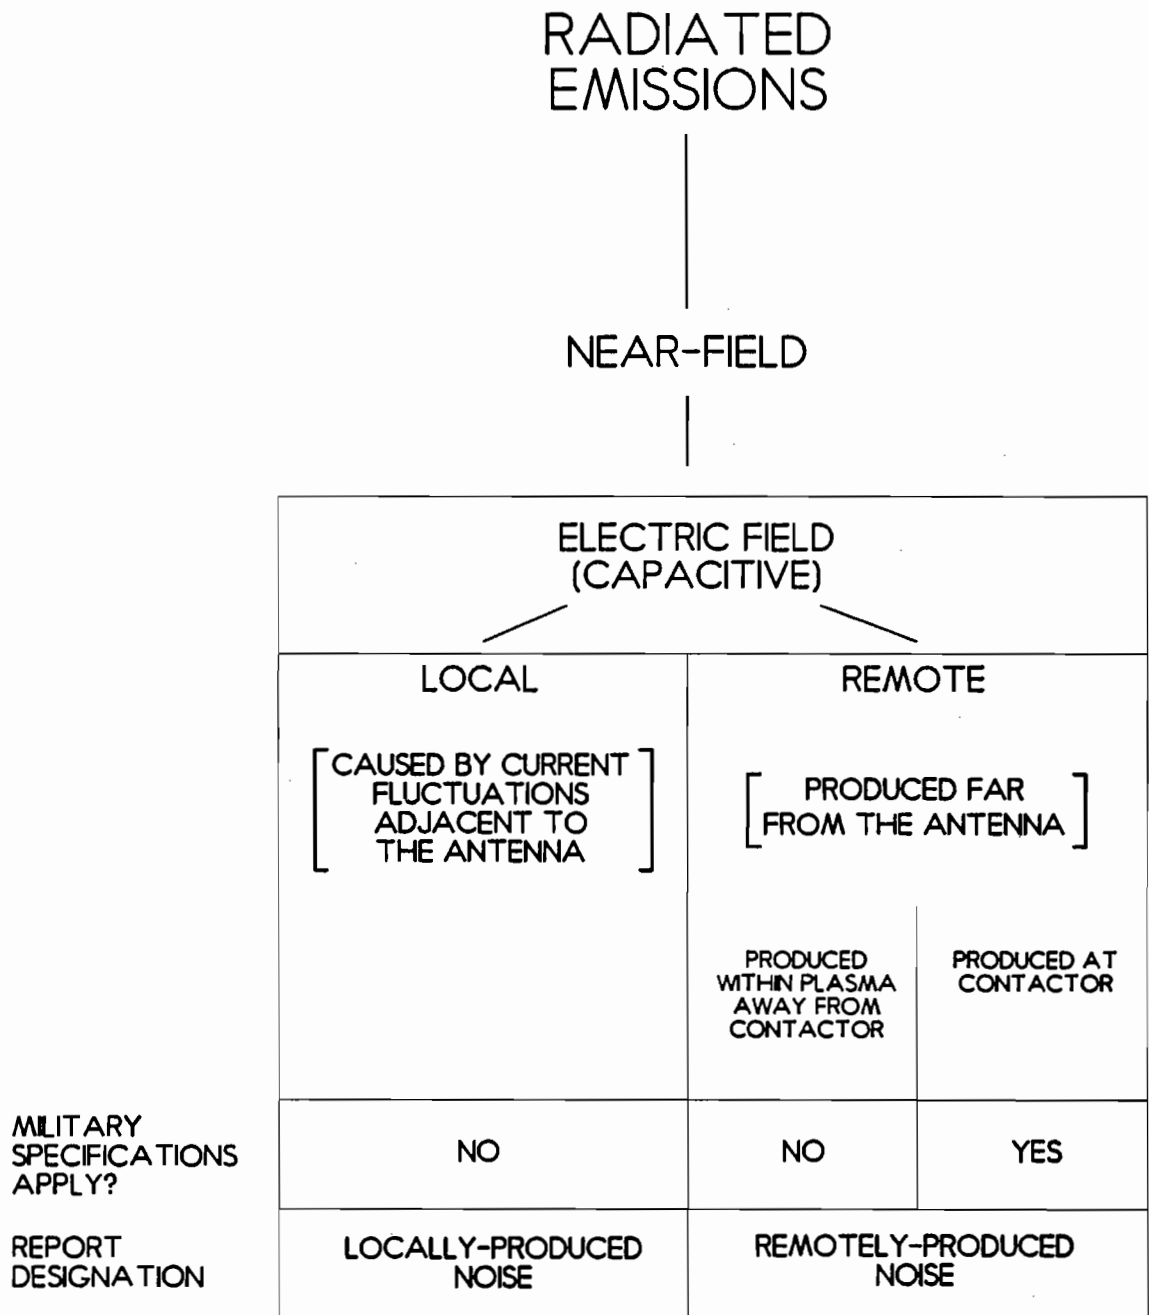 RADIATED
EMISSIONS
NEAR-FIELD
ELECTRIC FIELD
(CAPACITIVE)
LOCAL
[CAUSED BY CURRENT
FLUCTUATIONS
ADJACENT TO
THE ANTENNA]
REMOTE
[PRODUCED FAR
FROM THE ANTENNA]
PRODUCED
WITHIN PLASMA
AWAY FROM
CONTACTOR
PRODUCED AT
CONTACTOR
MILITARY
SPECIFICATIONS
APPLY?
NO
NO
YES
REPORT
DESIGNATION
LOCALLY-PRODUCED
NOISE
REMOTELY-PRODUCED
NOISE